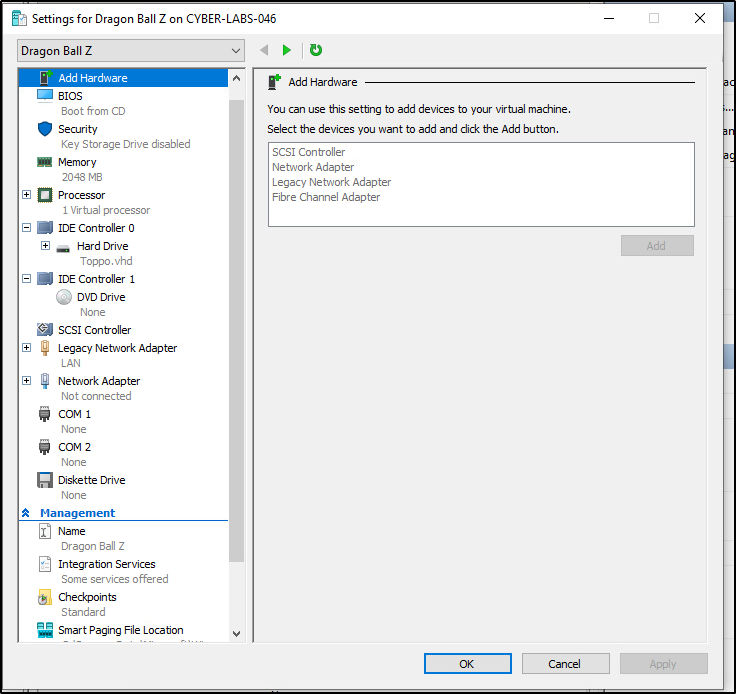 Settings for Dragon Ball Z on CYBER-LABS-046
Dragon Ball Z
Add Hardware
BIOS
Boot from CD
Security
Key Storage Drive disabled
Memory
2048 MB
Processor
1 Virtual processor
IDE Controller 0
Hard Drive
Toppo.vhd
IDE Controller 1
DVD Drive
None
SCSI Controller
Legacy Network Adapter
LAN
Network Adapter
Not connected
COM 1
None
COM 2
None
Diskette Drive
None
Management
Name
Dragon Ball Z
Integration Services
Some services offered
Checkpoints
Standard
Smart Paging File Location
Add Hardware
You can use this setting to add devices to your virtual machine.
Select the devices you want to add and click the Add button.
SCSI Controller
Network Adapter
Legacy Network Adapter
Fibre Channel Adapter
Add
OK
Cancel
Apply